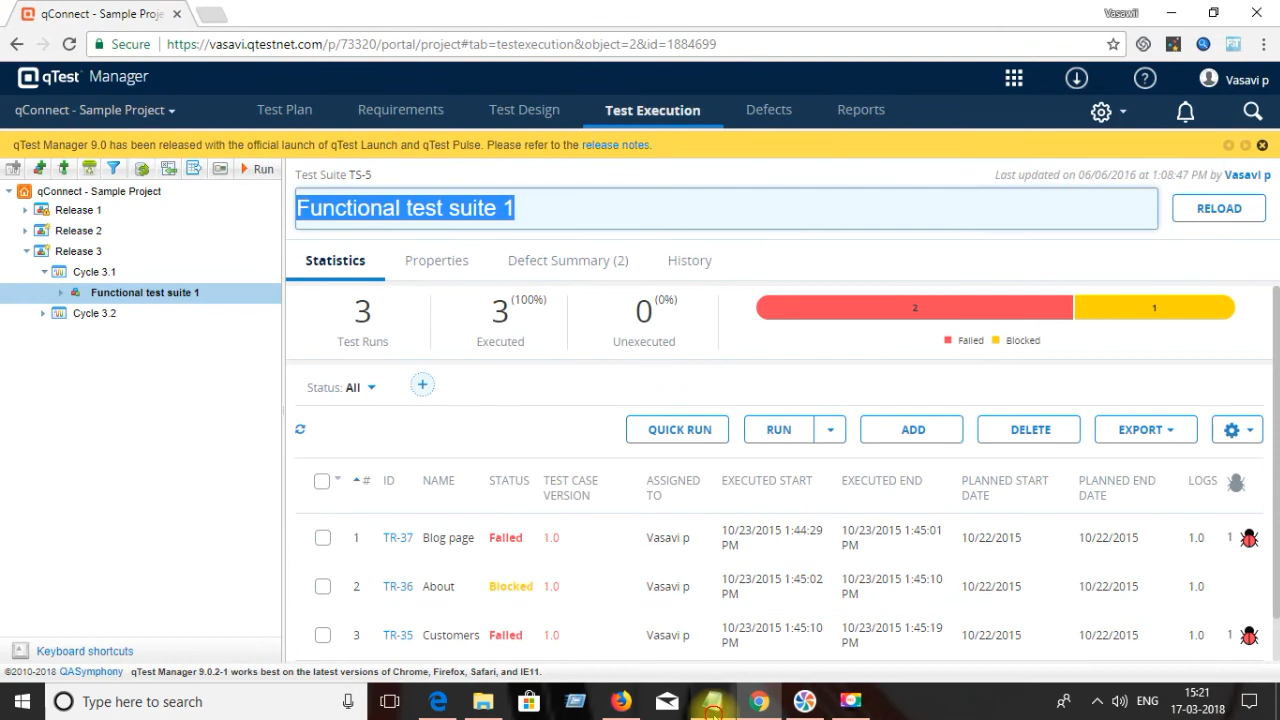 qConnect - Sample Proje
Vasawii
Secure
https://vasavi.qtestnet.com/p/73320/portal/project#tab=testexecution&object=2&id=1884699
qTest Manager
Vasavi p
qConnect - Sample Project
Test Plan
Requirements
Test Design
Test Execution
Defects
Reports
qTest Manager 9.0 has been released with the official launch of qTest Launch and qTest Pulse. Please refer to the release notes.
Run
qConnect - Sample Project
Release 1
Release 2
Release 3
Cycle 3.1
Functional test suite 1
Cycle 3.2
Test Suite TS-5
Last updated on 06/06/2016 at 1:08:47 PM by Vasavi p
Functional test suite 1
RELOAD
Statistics
Properties
Defect Summary (2)
History
3
Test Runs
3 (100%)
Executed
0 (0%)
Unexecuted
2
1
Failed
Blocked
Status: All
QUICK RUN
RUN
ADD
DELETE
EXPORT
# ID NAME STATUS TEST CASE VERSION ASSIGNED TO EXECUTED START EXECUTED END PLANNED START DATE PLANNED END DATE LOGS
1 TR-37 Blog page Failed 1.0 Vasavi p 10/23/2015 1:44:29 PM 10/23/2015 1:45:01 PM 10/22/2015 10/22/2015 1.0 1
2 TR-36 About Blocked 1.0 Vasavi p 10/23/2015 1:45:02 PM 10/23/2015 1:45:10 PM 10/22/2015 10/22/2015 1.0
3 TR-35 Customers Failed 1.0 Vasavi p 10/23/2015 1:45:10 PM 10/23/2015 1:45:19 PM 10/22/2015 10/22/2015 1.0 1
Keyboard shortcuts
©2010-2018 QASymphony qTest Manager 9.0.2-1 works best on the latest versions of Chrome, Firefox, Safari, and IE11.
Type here to search
ENG
15:21
17-03-2018